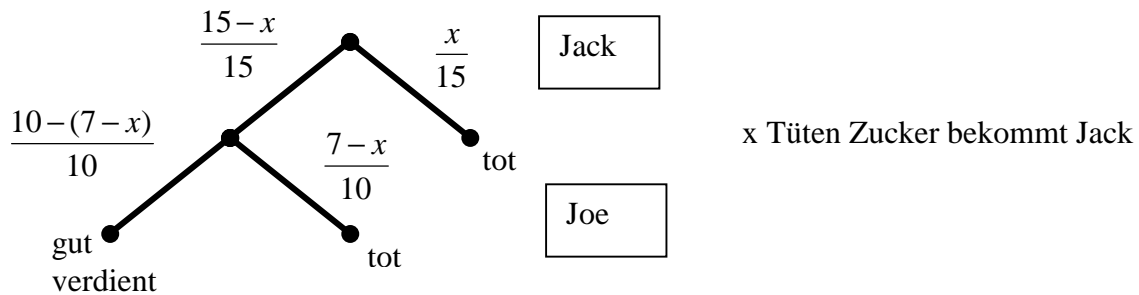 (15−x)/15
x/15
Jack
(10−(7−x))/10
(7−x)/10
tot
x Tüten Zucker bekommt Jack
Joe
gut
verdient
tot